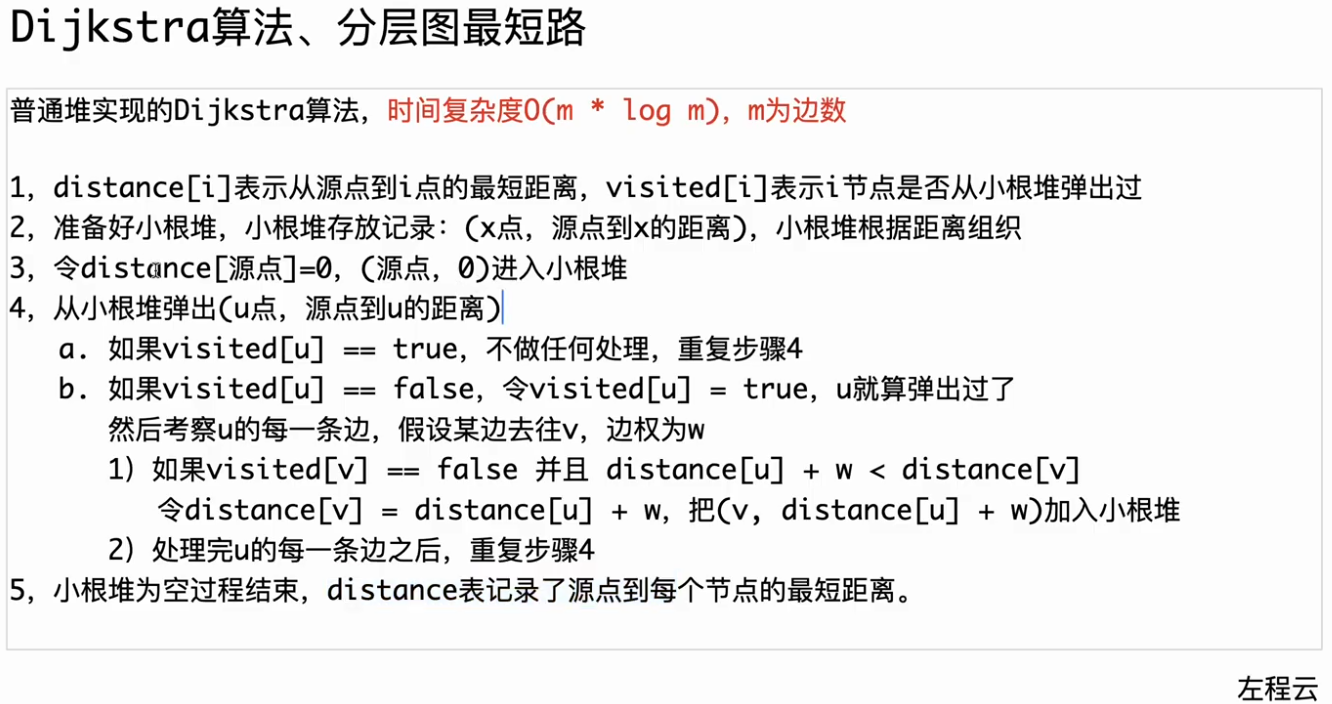 Dijkstra算法、分层图最短路
普通堆实现的Dijkstra算法，时间复杂度O(m * log m)，m为边数
1，distance[i]表示从源点到i点的最短距离，visited[i]表示i节点是否从小根堆弹出过
2，准备好小根堆，小根堆存放记录：(x点，源点到x的距离)，小根堆根据距离组织
3，令distance[源点]=0，(源点，0)进入小根堆
4，从小根堆弹出(u点，源点到u的距离)
a. 如果visited[u] == true，不做任何处理，重复步骤4
b. 如果visited[u] == false，令visited[u] = true，u就算弹出过了
然后考察u的每一条边，假设某边去往v，边权为w
1）如果visited[v] == false 并且 distance[u] + w < distance[v]
令distance[v] = distance[u] + w，把(v, distance[u] + w)加入小根堆
2）处理完u的每一条边之后，重复步骤4
5，小根堆为空过程结束，distance表记录了源点到每个节点的最短距离。
左程云